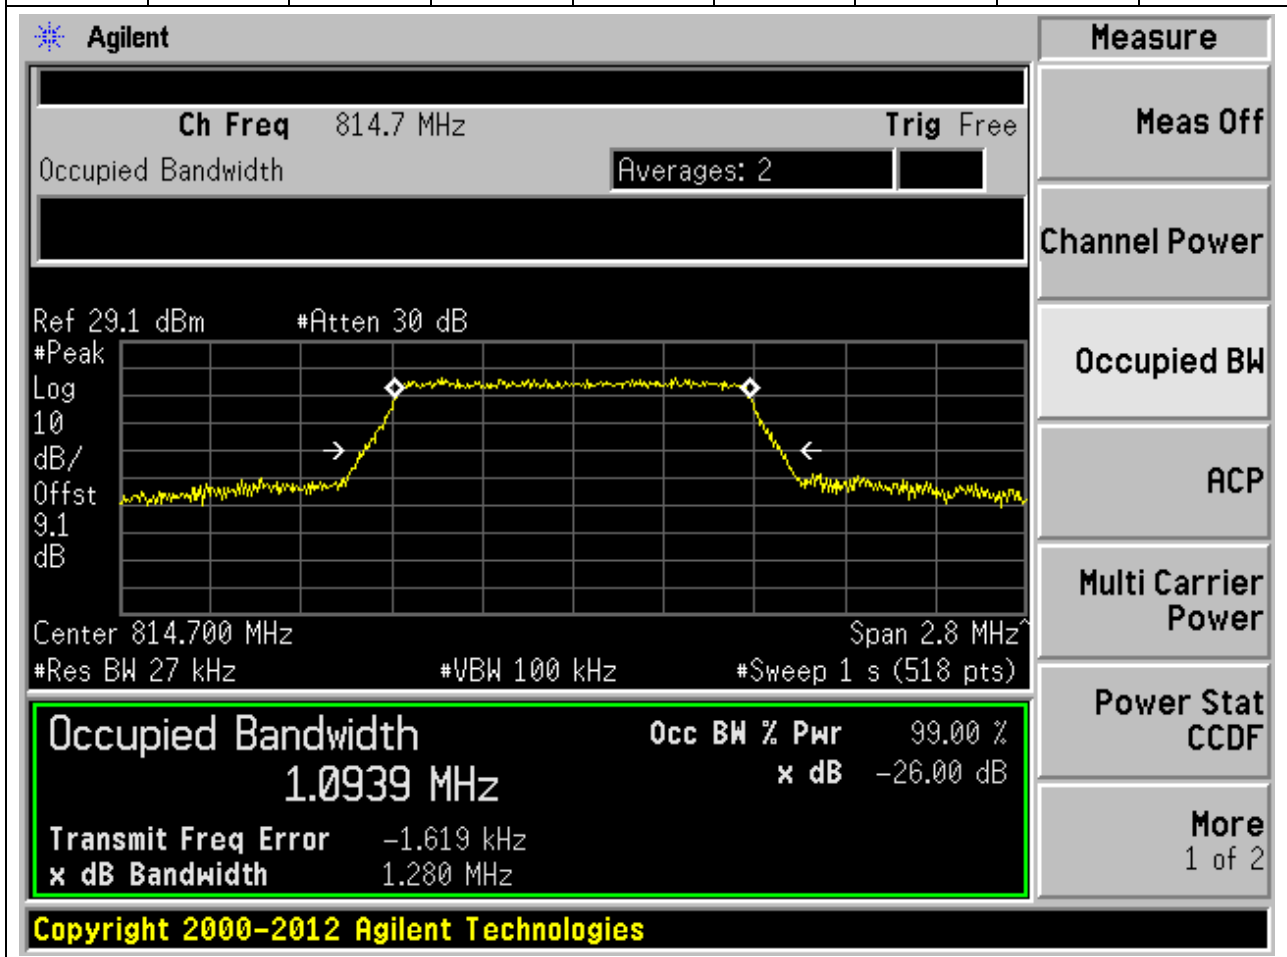 Agilent
Measure
Ch Freq 814.7 MHz Trig Free
Meas Off
Occupied Bandwidth Averages: 2
Channel Power
Ref 29.1 dBm #Atten 30 dB
#Peak
Log
10
dB/
Offst
9.1
dB
Occupied BW
ACP
Center 814.700 MHz Span 2.8 MHz^
#Res BW 27 kHz #VBW 100 kHz #Sweep 1 s (518 pts)
Multi Carrier
Power
Occupied Bandwidth Occ BW % Pwr 99.00 %
1.0939 MHz x dB -26.00 dB
Power Stat
CCDF
Transmit Freq Error -1.619 kHz
x dB Bandwidth 1.280 MHz
More
1 of 2
Copyright 2000-2012 Agilent Technologies